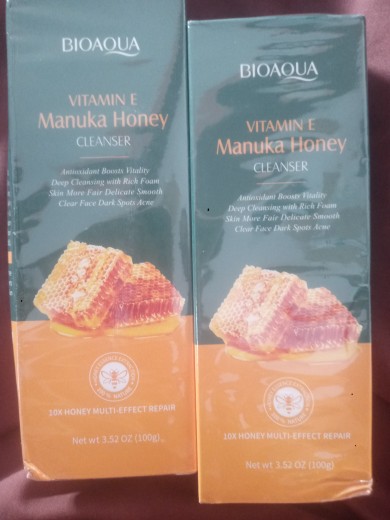 BIOAQUA
VITAMIN E
Manuka Honey
CLEANSER
Antioxidant Boosts Vitality
Deep Cleansing with Rich Foam
Skin More Fair Delicate Smooth
Clear Face Dark Spots Acne
10X HONEY MULTI-EFFECT REPAIR
Net wt 3.52 OZ (100g)
BIOAQUA
VITAMIN E
Manuka Honey
CLEANSER
Antioxidant Boosts Vitality
Deep Cleansing with Rich Foam
Skin More Fair Delicate Smooth
Clear Face Dark Spots Acne
10X HONEY MULTI-EFFECT REPAIR
Net wt 3.52 OZ (100g)